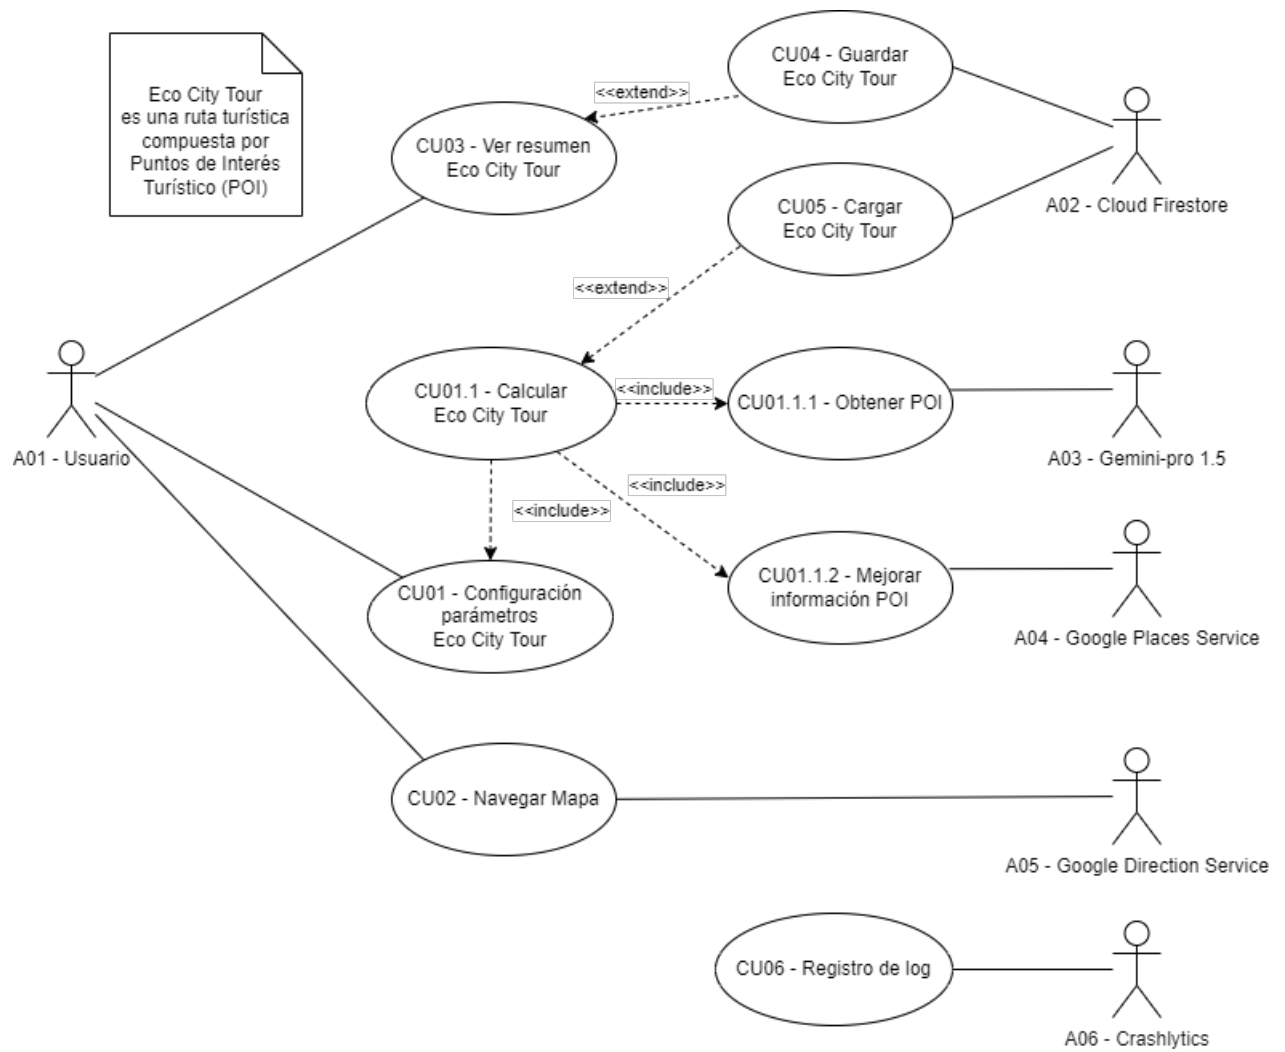 CU04 - Guardar
Eco City Tour
Eco City Tour
es una ruta turística
compuesta por
Puntos de Interés
Turístico (POI)
<<extend>>
CU03 - Ver resumen
Eco City Tour
A02 - Cloud Firestore
CU05 - Cargar
Eco City Tour
<<extend>>
A01 - Usuario
CU01.1 - Calcular
Eco City Tour
<<include>>
CU01.1.1 - Obtener POI
A03 - Gemini-pro 1.5
<<include>>
<<include>>
CU01 - Configuración
parámetros
Eco City Tour
CU01.1.2 - Mejorar
información POI
A04 - Google Places Service
CU02 - Navegar Mapa
A05 - Google Direction Service
CU06 - Registro de log
A06 - Crashlytics